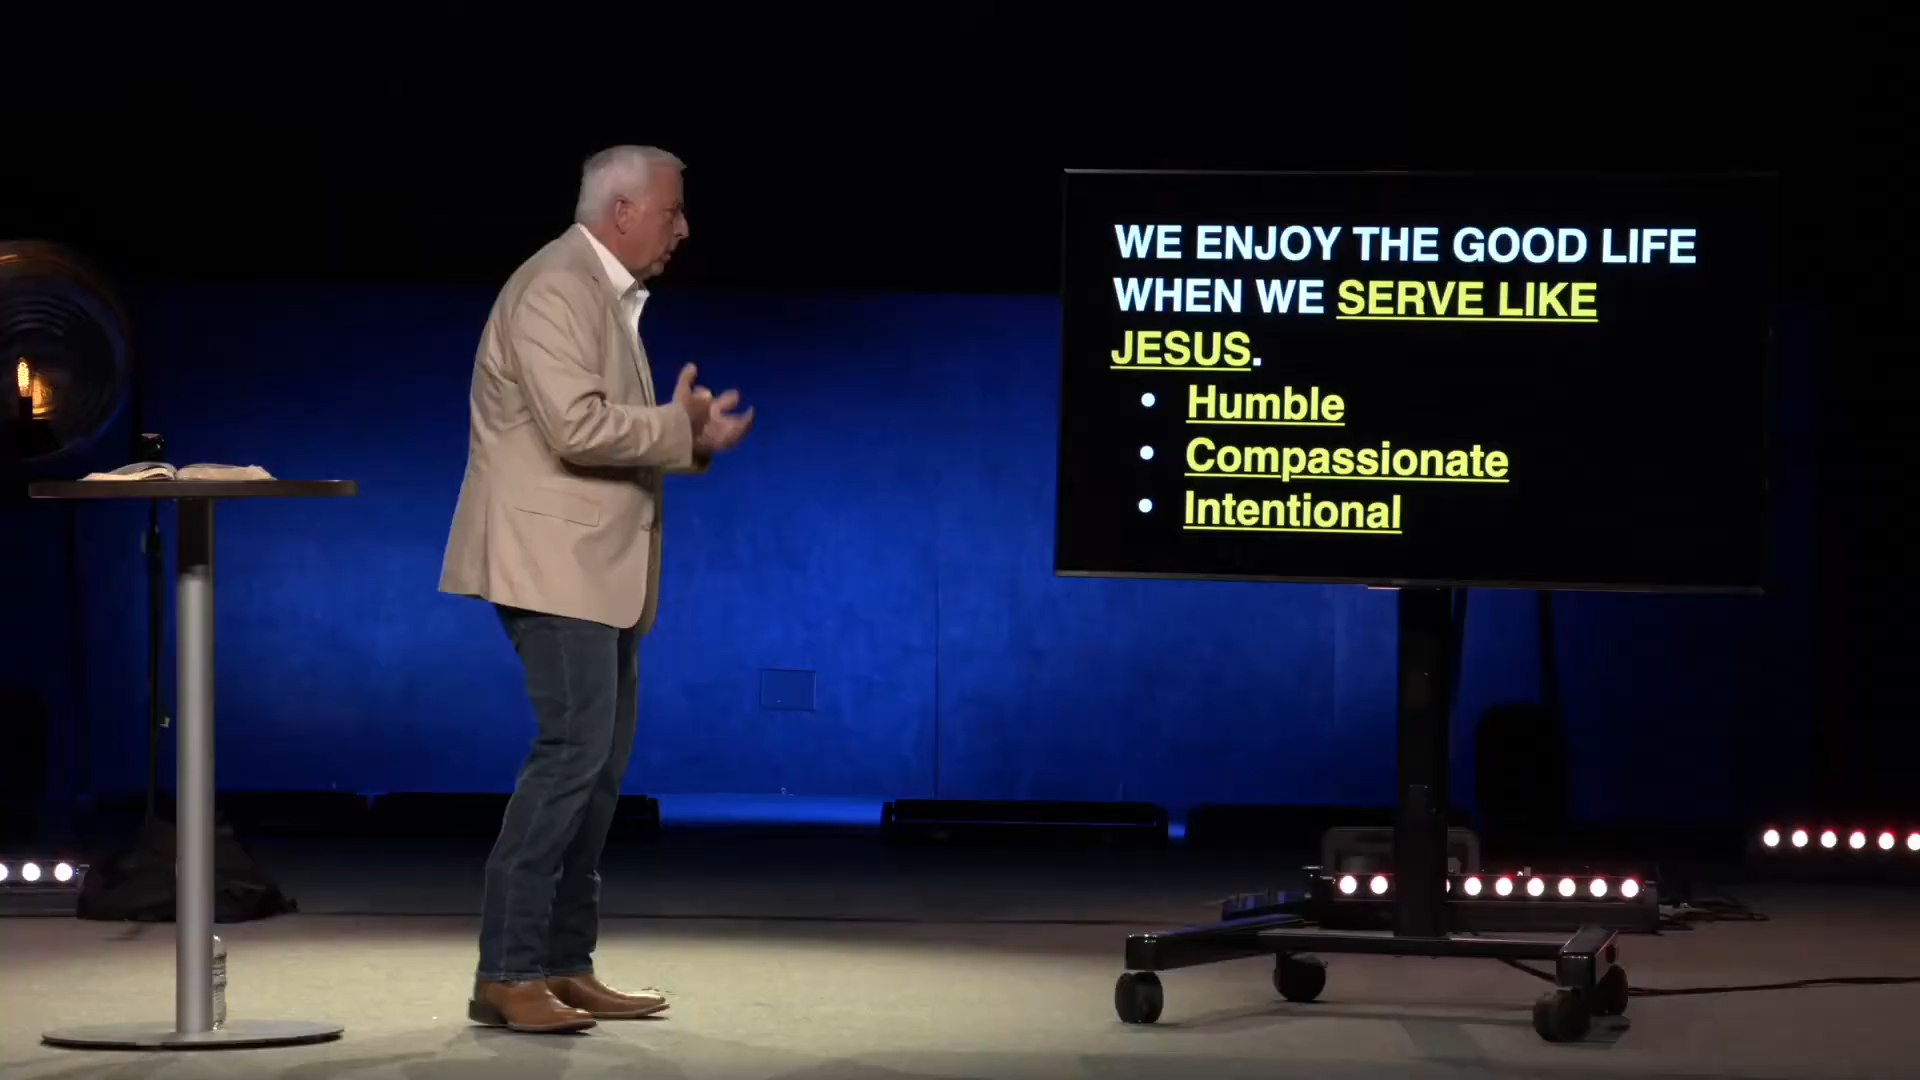 WE ENJOY THE GOOD LIFE
WHEN WE SERVE LIKE
JESUS.
• Humble
• Compassionate
• Intentional